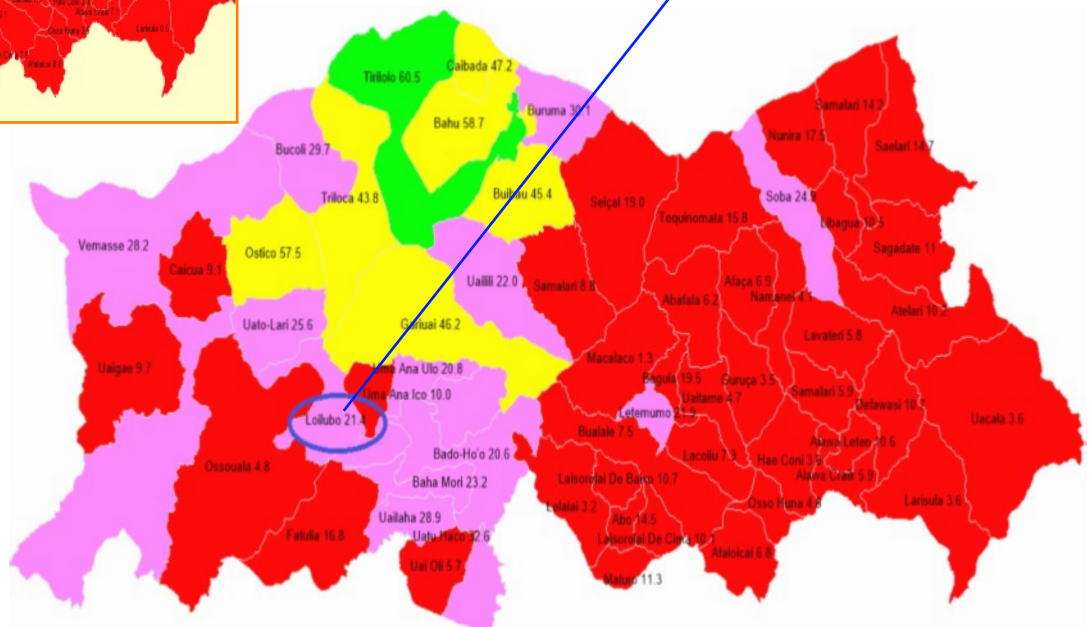 Larisula 0.5
Tirilolo 60.5
Caibada 47.2
Bahu 58.7
Buruma 30.1
Bucoli 29.7
Triloca 43.8
Buibau 45.4
Seiçal 19.0
Tequinomata 15.8
Samalari 14.2
Nunira 17.5
Saelari 14.7
Soba 24.9
Libagua 10.5
Sagadate 11
Vemasse 28.2
Caicua 9.1
Ostico 57.5
Uailili 22.0
Samalari 8.8
Abafala 6.2
Afaça 6.9
Namanei 4.1
Atelari 10.2
Uato-Lari 25.6
Gariuai 46.2
Lavateri 5.8
Macalaco 1.3
Uaigae 9.7
Uma Ana Ulo 20.8
Uma Ana Ico 10.0
Baguia 19.5
Guruça 3.5
Uaitame 4.7
Samalari 5.9
Defawasi 10.7
Letemumo 21.9
Uacala 3.6
Loilubo 21.4
Bualale 7.5
Alawa Leten 10.6
Bado-Ho'o 20.6
Lacoliu 7.3
Hae Coni 3.9
Ossouala 4.8
Baha Mori 23.2
Laisorolai De Baixo 10.7
Alawa Craik 5.9
Lelalai 3.2
Osso Huna 4.8
Larisula 3.6
Uailaha 28.9
Abo 14.5
Fatulia 16.8
Uatu Haco 32.6
Laisorolai De Cima 10.1
Afaloicai 6.8
Uai Oli 5.7
Maluro 11.3